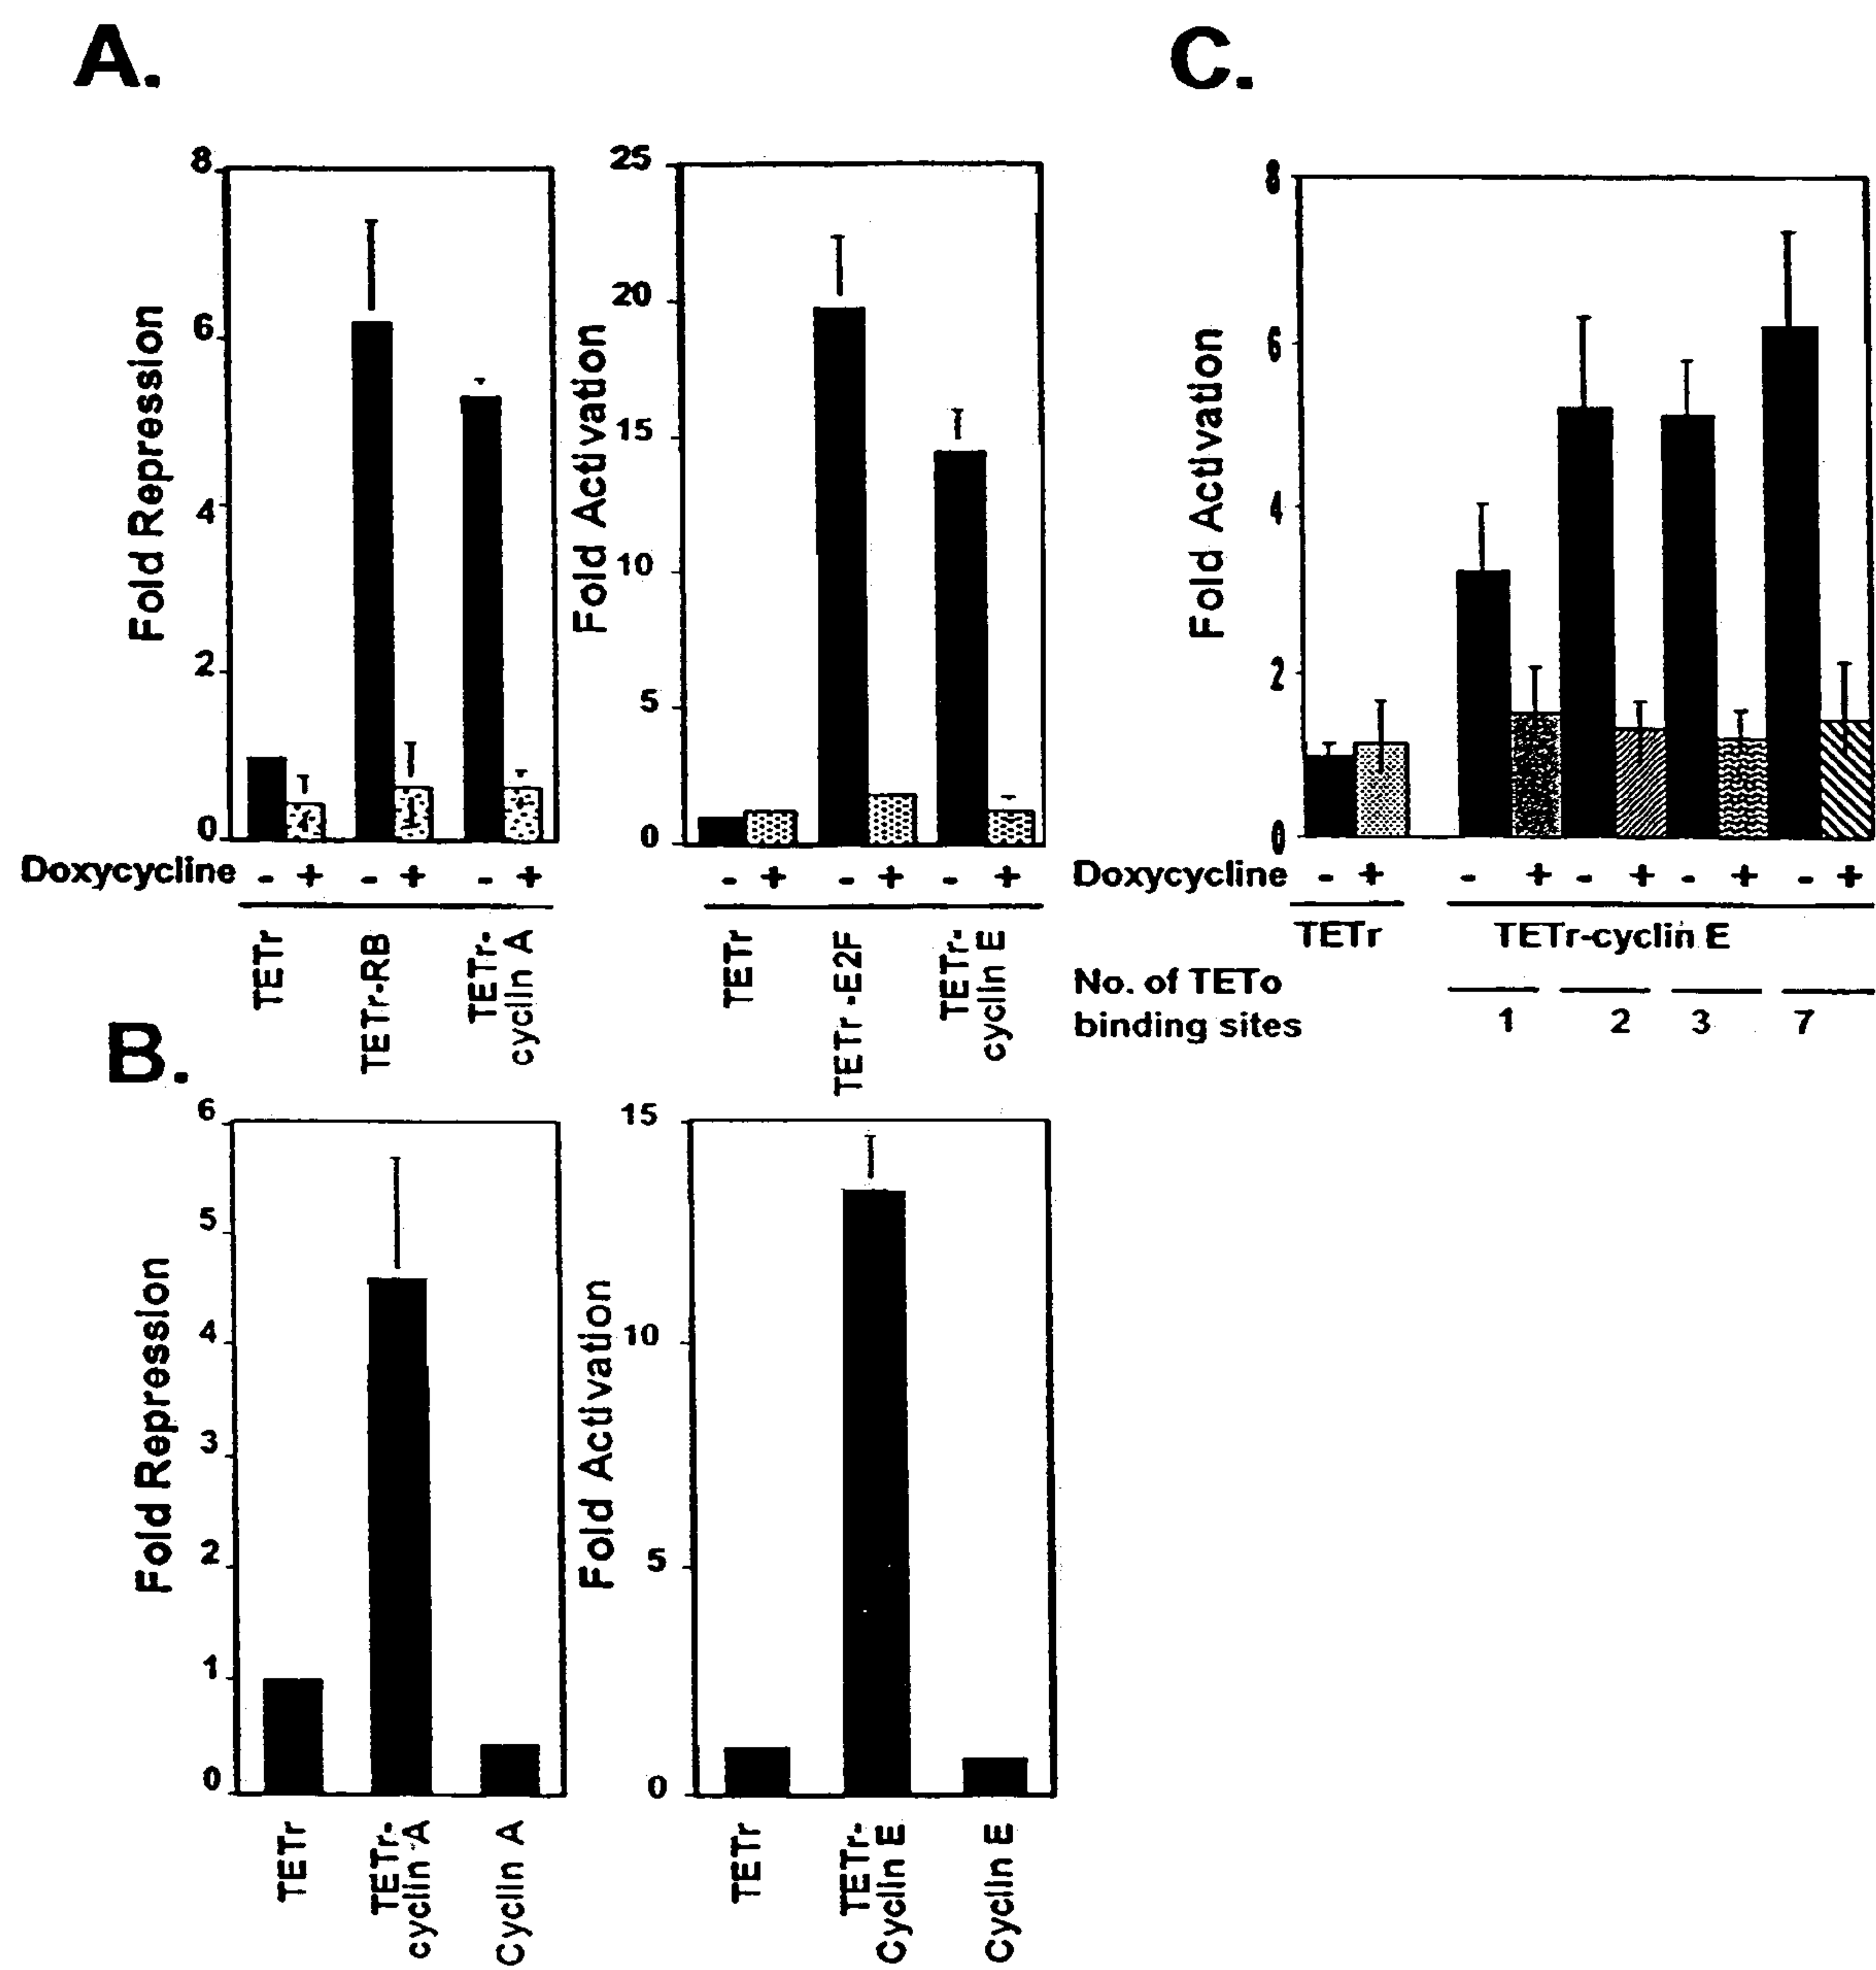 A.
8
6
4
2
0
Fold Repression
Doxycycline - + - + - +
TETr
TETr-RB
TETr-
cyclin A
25
20
15
10
5
0
Fold Activation
- + - + - +
TETr
TETr -E2F
TETr-
cyclin E
C.
8
6
4
2
0
Fold Activation
Doxycycline - + - + - + - + - +
TETr
TETr-cyclin E
No. of TETo
binding sites
1 2 3 7
B.
6
5
4
3
2
1
0
Fold Repression
TETr
TETr-
cyclin A
Cyclin A
15
10
5
0
Fold Activation
TETr
TETr-
Cyclin E
Cyclin E